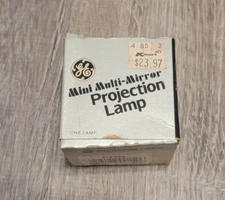 4 85 3
$23.97
GE
Mini Multi-Mirror
Projection
Lamp
ONE LAMP